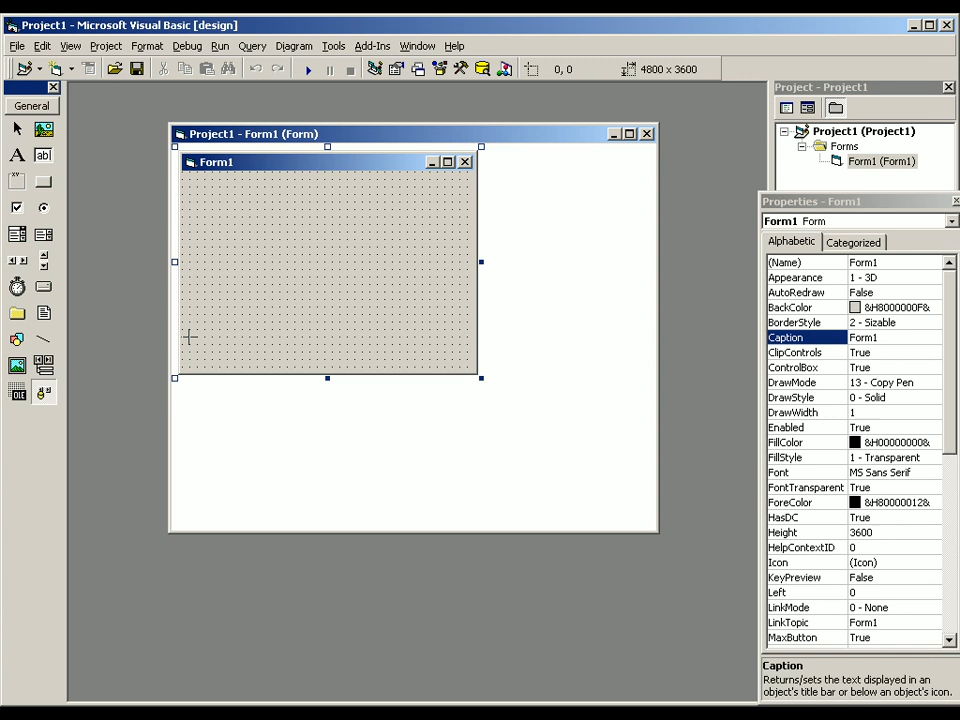 Project1 - Microsoft Visual Basic [design]
File Edit View Project Format Debug Run Query Diagram Tools Add-Ins Window Help
0, 0 4800 x 3600
General
A ab|
XY
OLE
Project1 - Form1 (Form)
Form1
Project - Project1
Project1 (Project1)
Forms
Form1 (Form1)
Properties - Form1
Form1 Form
Alphabetic Categorized
(Name) Form1
Appearance 1 - 3D
AutoRedraw False
BackColor &H8000000F&
BorderStyle 2 - Sizable
Caption Form1
ClipControls True
ControlBox True
DrawMode 13 - Copy Pen
DrawStyle 0 - Solid
DrawWidth 1
Enabled True
FillColor &H00000000&
FillStyle 1 - Transparent
Font MS Sans Serif
FontTransparent True
ForeColor &H80000012&
HasDC True
Height 3600
HelpContextID 0
Icon (Icon)
KeyPreview False
Left 0
LinkMode 0 - None
LinkTopic Form1
MaxButton True
Caption
Returns/sets the text displayed in an
object's title bar or below an object's icon.